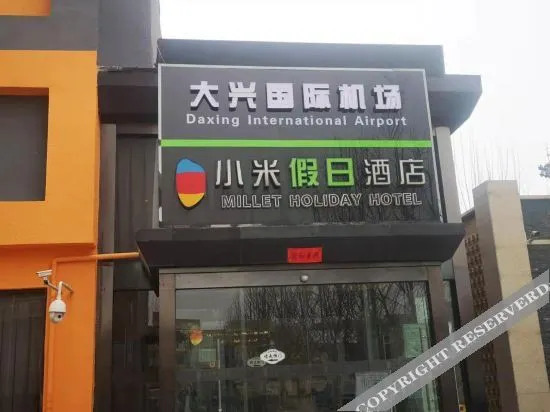 大兴国际机场
Daxing International Airport
小米假日酒店
MILLET HOLIDAY HOTEL
COPYRIGHT RESERVERD